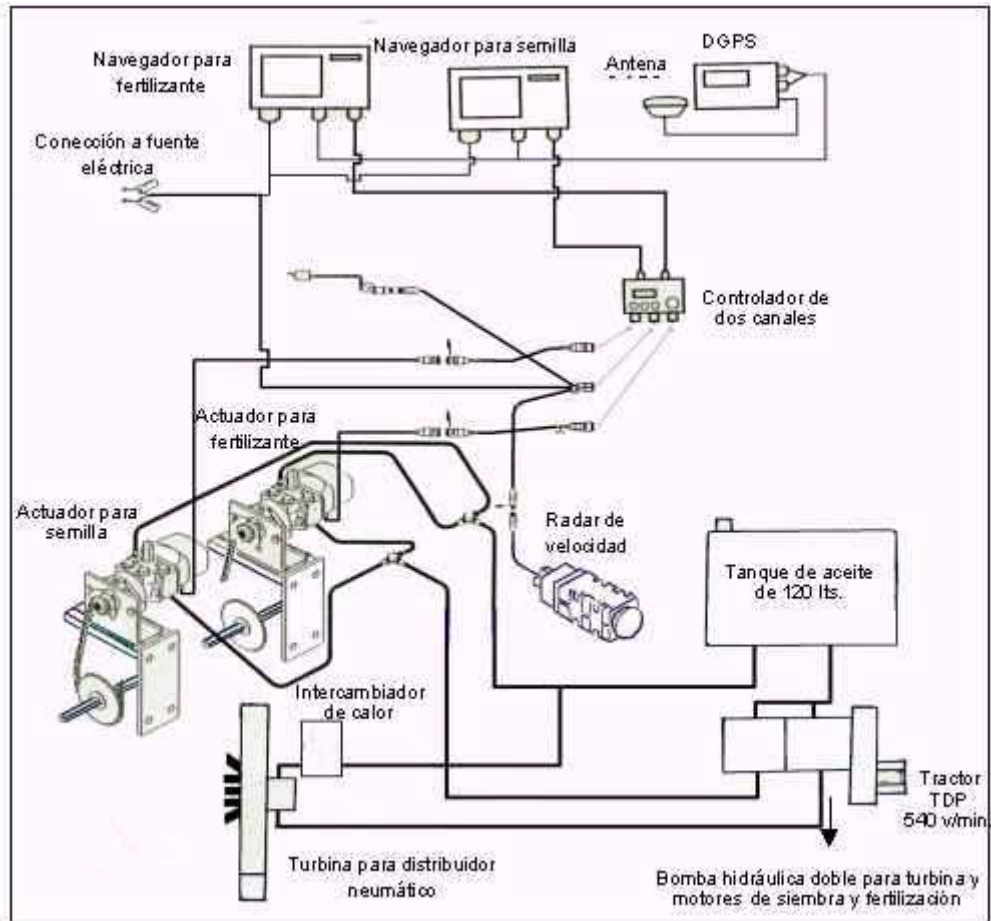 Navegador para
fertilizante
Navegador para semilla
DGPS
Antena
Conección a fuente
eléctrica
Controlador de
dos canales
Actuador para
fertilizante
Actuador para
semilla
Radar de
velocidad
Tanque de aceite
de 120 lts.
Intercambiador
de calor
Tractor
TDP
540 v/min.
Turbina para distribuidor
neumático
Bomba hidráulica doble para turbina y
motores de siembra y fertilización